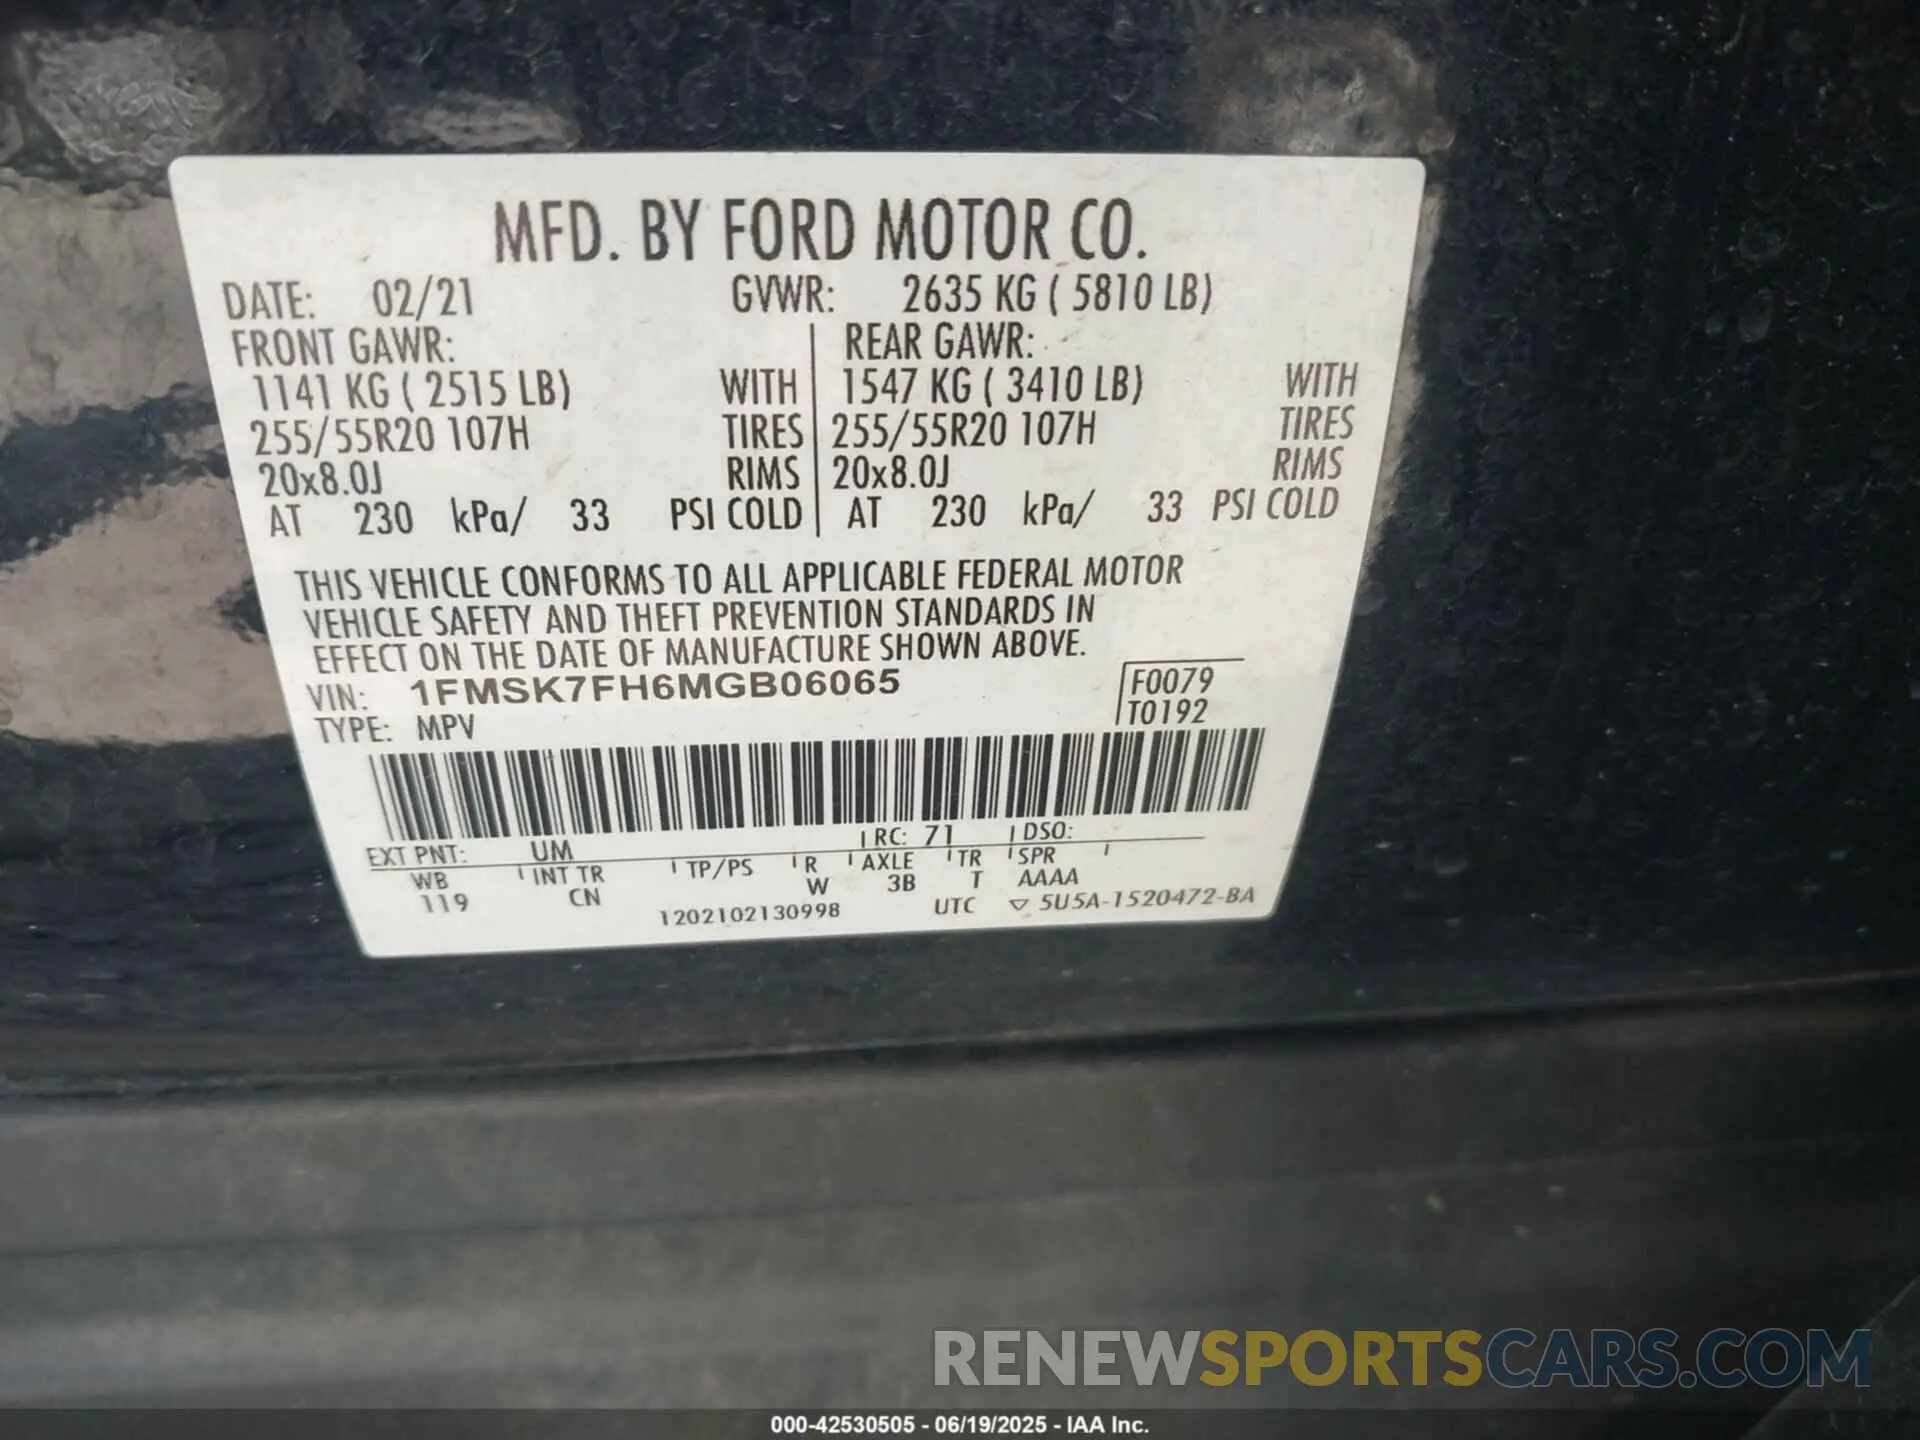 MFD. BY FORD MOTOR CO.
DATE: 02/21 GVWR: 2635 KG ( 5810 LB)
FRONT GAWR: REAR GAWR:
1141 KG ( 2515 LB) WITH 1547 KG ( 3410 LB) WITH
255/55R20 107H TIRES 255/55R20 107H TIRES
20x8.0J RIMS 20x8.0J RIMS
AT 230 kPa/ 33 PSI COLD AT 230 kPa/ 33 PSI COLD
THIS VEHICLE CONFORMS TO ALL APPLICABLE FEDERAL MOTOR
VEHICLE SAFETY AND THEFT PREVENTION STANDARDS IN
EFFECT ON THE DATE OF MANUFACTURE SHOWN ABOVE.
VIN: 1FMSK7FH6MGB06065 F0079
TYPE: MPV T0192
EXT PNT: UM RC: 71 DSO:
WB INT TR TP/PS R AXLE TR SPR
119 CN W 3B T AAAA
1202102130998 UTC ▽ 5U5A-1520472-BA
RENEWSPORTSCARS.COM
000-42530505 - 06/19/2025 - IAA Inc.